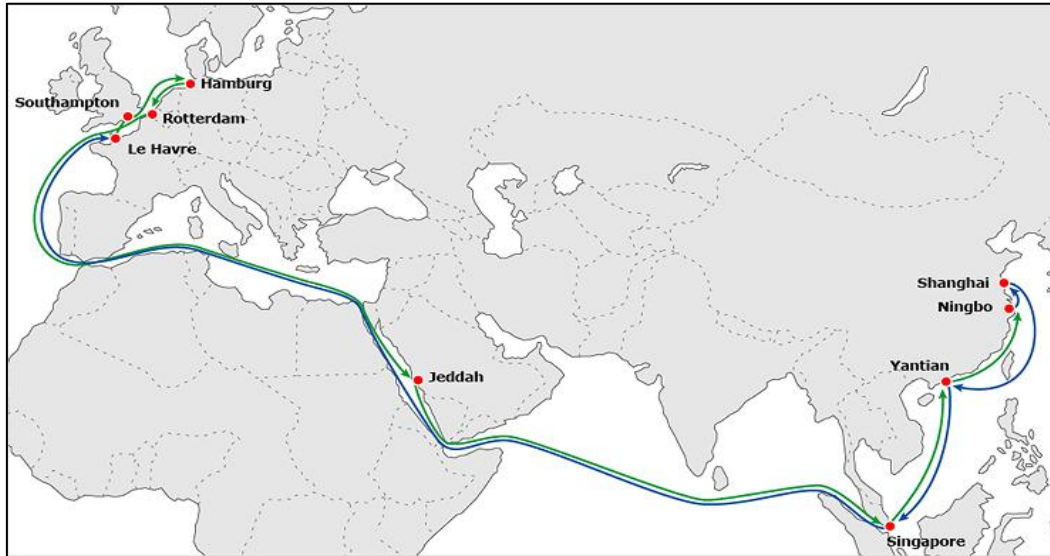 Hamburg
Southampton
Rotterdam
Le Havre
Shanghai
Ningbo
Yantian
Jeddah
Singapore